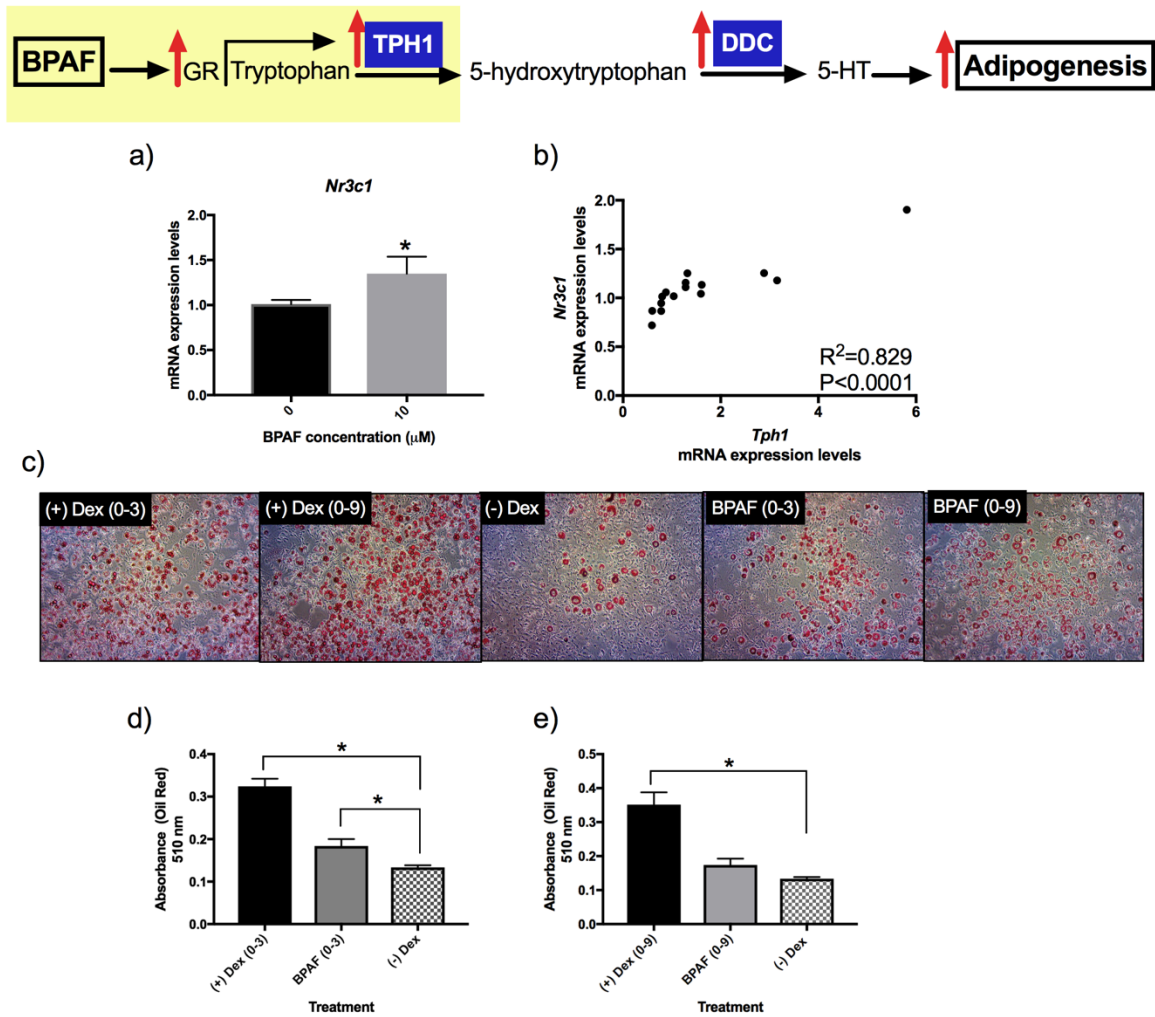 BPAF GR Tryptophan TPH1 5-hydroxytryptophan DDC 5-HT Adipogenesis
a)
Nr3c1
mRNA expression levels
2.0
1.5
1.0
0.5
0.0
*
0 10
BPAF concentration (µM)
b)
Nr3c1
mRNA expression levels
2.0
1.5
1.0
0.5
0.0
R²=0.829
P<0.0001
0 2 4 6
Tph1
mRNA expression levels
c)
(+) Dex (0-3) (+) Dex (0-9) (-) Dex BPAF (0-3) BPAF (0-9)
d)
Absorbance (Oil Red)
510 nm
0.4
0.3
0.2
0.1
0.0
*
*
(+) Dex (0-3) BPAF (0-3) (-) Dex
Treatment
e)
Absorbance (Oil Red)
510 nm
0.5
0.4
0.3
0.2
0.1
0.0
*
(+) Dex (0-9) BPAF (0-9) (-) Dex
Treatment